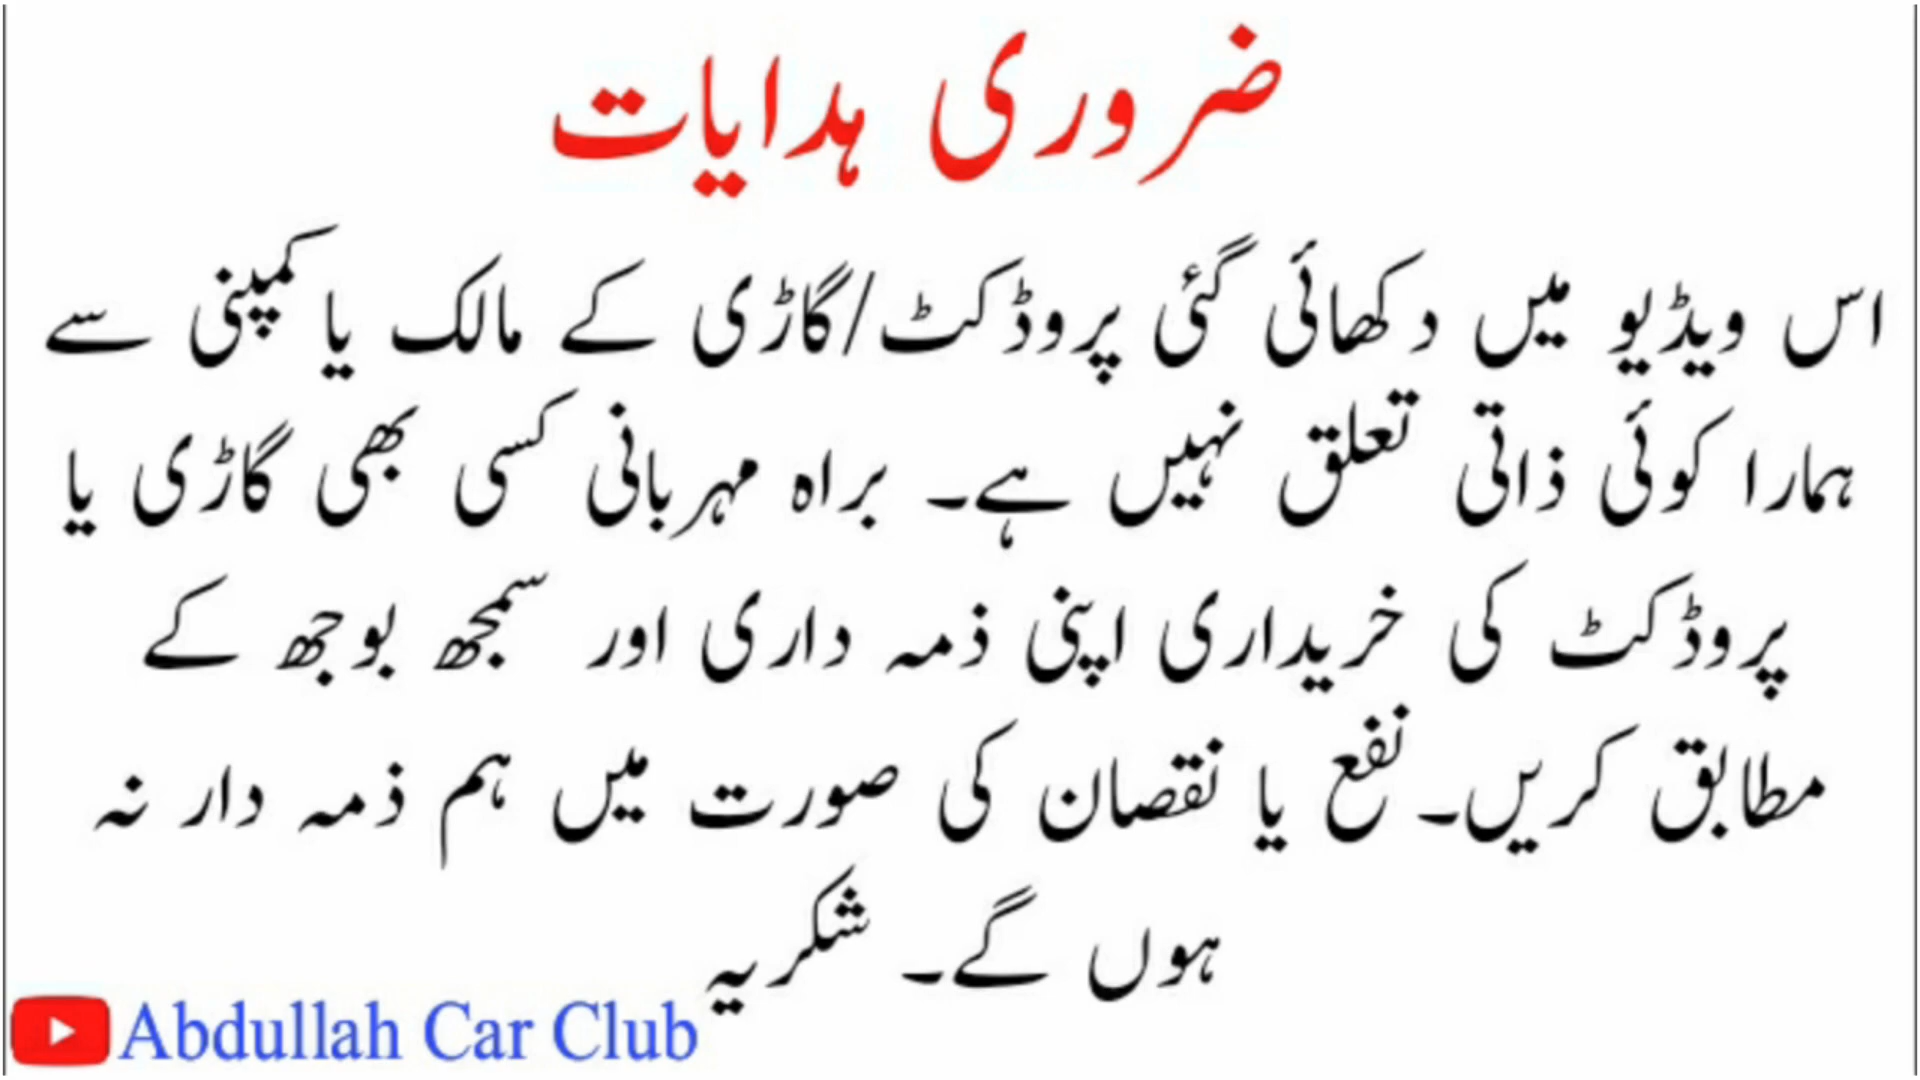 ضروری ہدایات
اس ویڈیو میں دکھائی گئی پروڈکٹ/گاڑی کے مالک یا کمپنی سے
ہمارا کوئی ذاتی تعلق نہیں ہے۔ براہ مہربانی کسی بھی گاڑی یا
پروڈکٹ کی خریداری اپنی ذمہ داری اور سمجھ بوجھ کے
مطابق کریں۔ نفع یا نقصان کی صورت میں ہم ذمہ دار نہ
ہوں گے۔ شکریہ
Abdullah Car Club